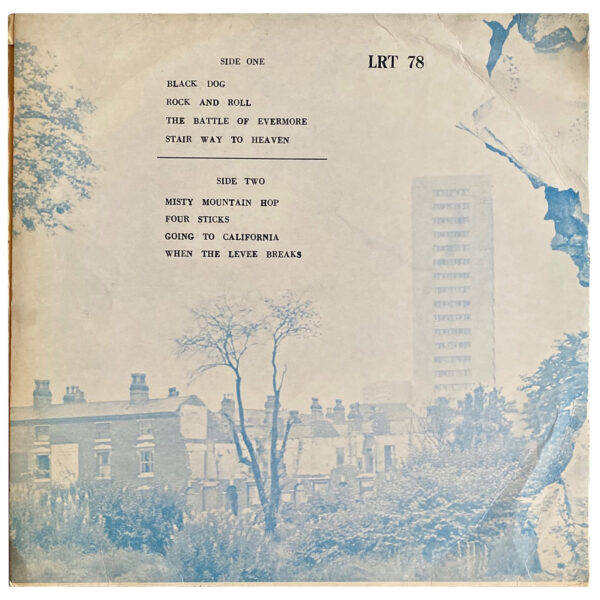 SIDE ONE
LRT 78
BLACK DOG
ROCK AND ROLL
THE BATTLE OF EVERMORE
STAIR WAY TO HEAVEN
SIDE TWO
MISTY MOUNTAIN HOP
FOUR STICKS
GOING TO CALIFORNIA
WHEN THE LEVEE BREAKS